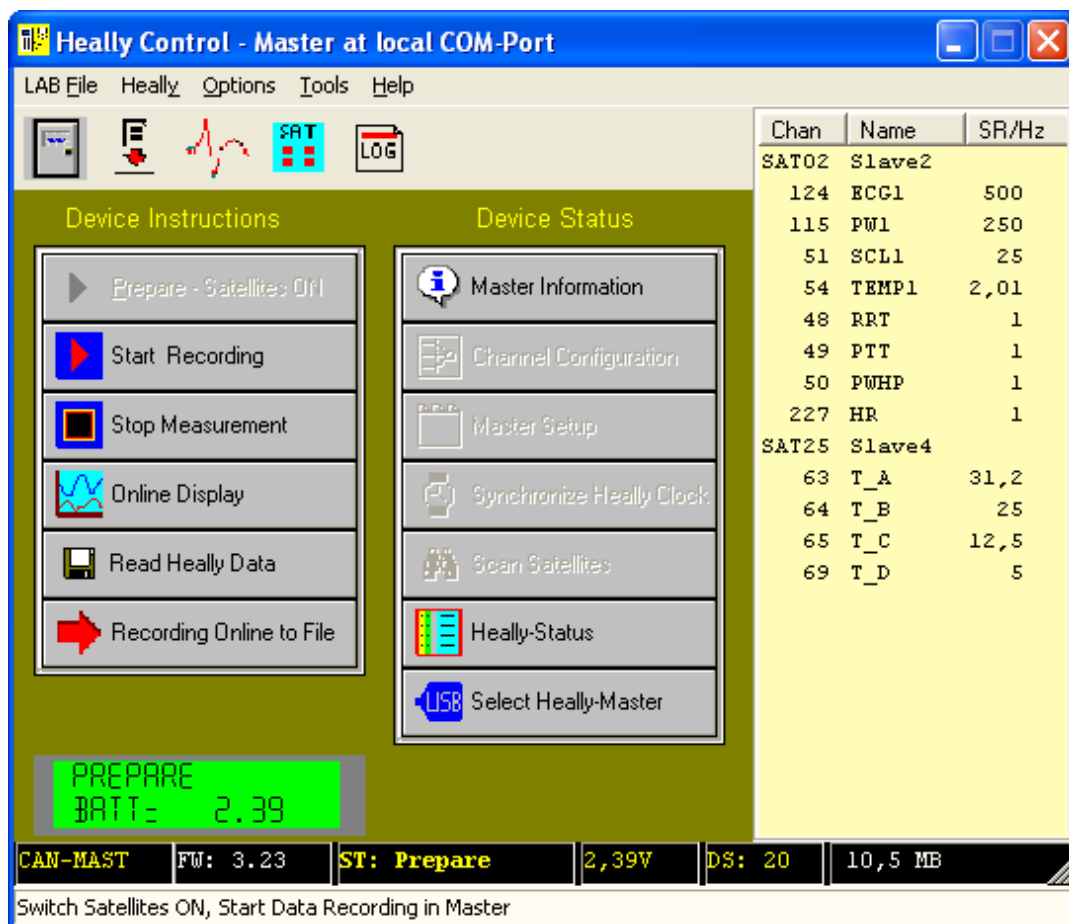 Heally Control - Master at local COM-Port
LAB File Heally Options Tools Help
SAT
LOG
Device Instructions
Prepare - Satellites ON
Start Recording
Stop Measurement
Online Display
Read Heally Data
Recording Online to File
Device Status
Master Information
Channel Configuration
Master Setup
Synchronize Heally Clock
Scan Satellites
Heally-Status
USB Select Heally-Master
Chan Name SR/Hz
SAT02 Slave2
124 ECG1 500
115 PW1 250
51 SCL1 25
54 TEMP1 2,01
48 RRT 1
49 PTT 1
50 PWHP 1
227 HR 1
SAT25 Slave4
63 T_A 31,2
64 T_B 25
65 T_C 12,5
69 T_D 5
PREPARE
BATT= 2.39
CAN-MAST FW: 3.23 ST: Prepare 2,39V DS: 20 10,5 MB
Switch Satellites ON, Start Data Recording in Master